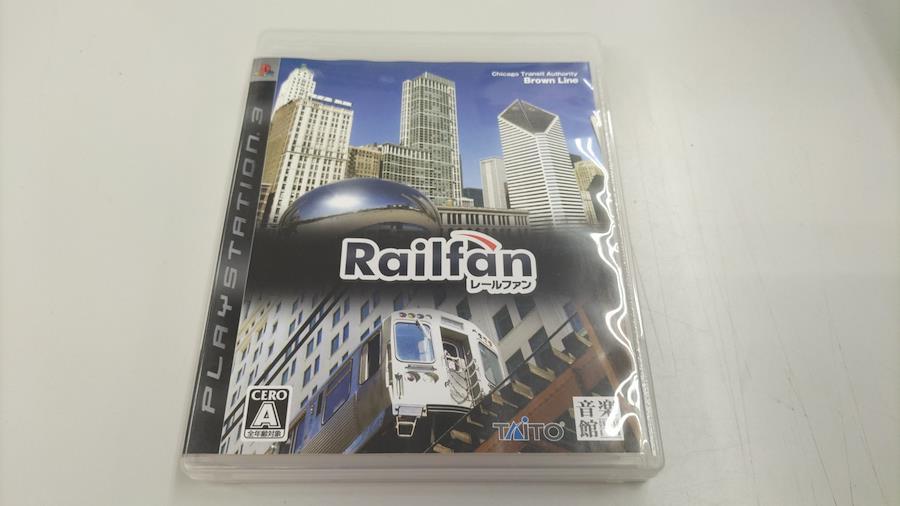 PLAYSTATION 3
Chicago Transit Authority
Brown Line
Railfan
レールファン
CERO
A
全年齢対象
TAITO
音楽館